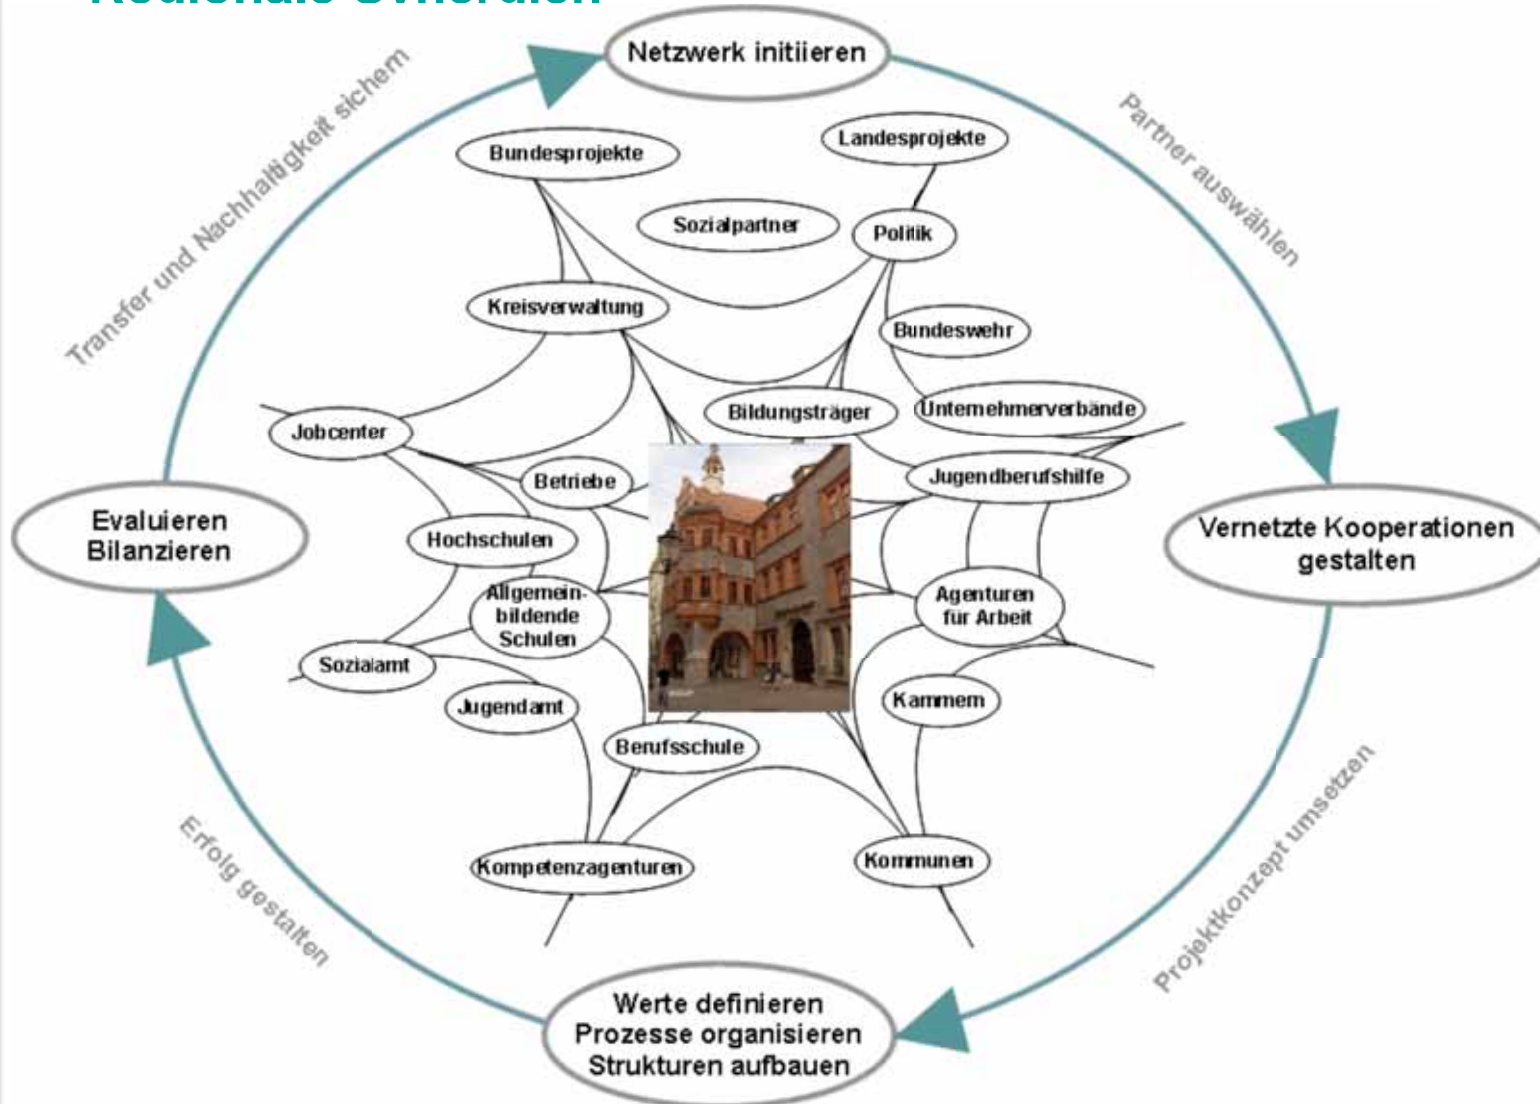 Regionale Synergien
Netzwerk initiieren
Transfer und Nachhaltigkeit sichern
Partner auswählen
Bundesprojekte
Landesprojekte
Sozialpartner
Politik
Kreisverwaltung
Bundeswehr
Bildungsträger
Unternehmerverbände
Jobcenter
Betriebe
Jugendberufshilfe
Evaluieren
Bilanzieren
Vernetzte Kooperationen
gestalten
Hochschulen
Allgemein-
bildende
Schulen
Agenturen
für Arbeit
Sozialamt
Jugendamt
Kammern
Berufsschule
Kompetenzagenturen
Kommunen
Erfolg gestalten
Projektkonzept umsetzen
Werte definieren
Prozesse organisieren
Strukturen aufbauen